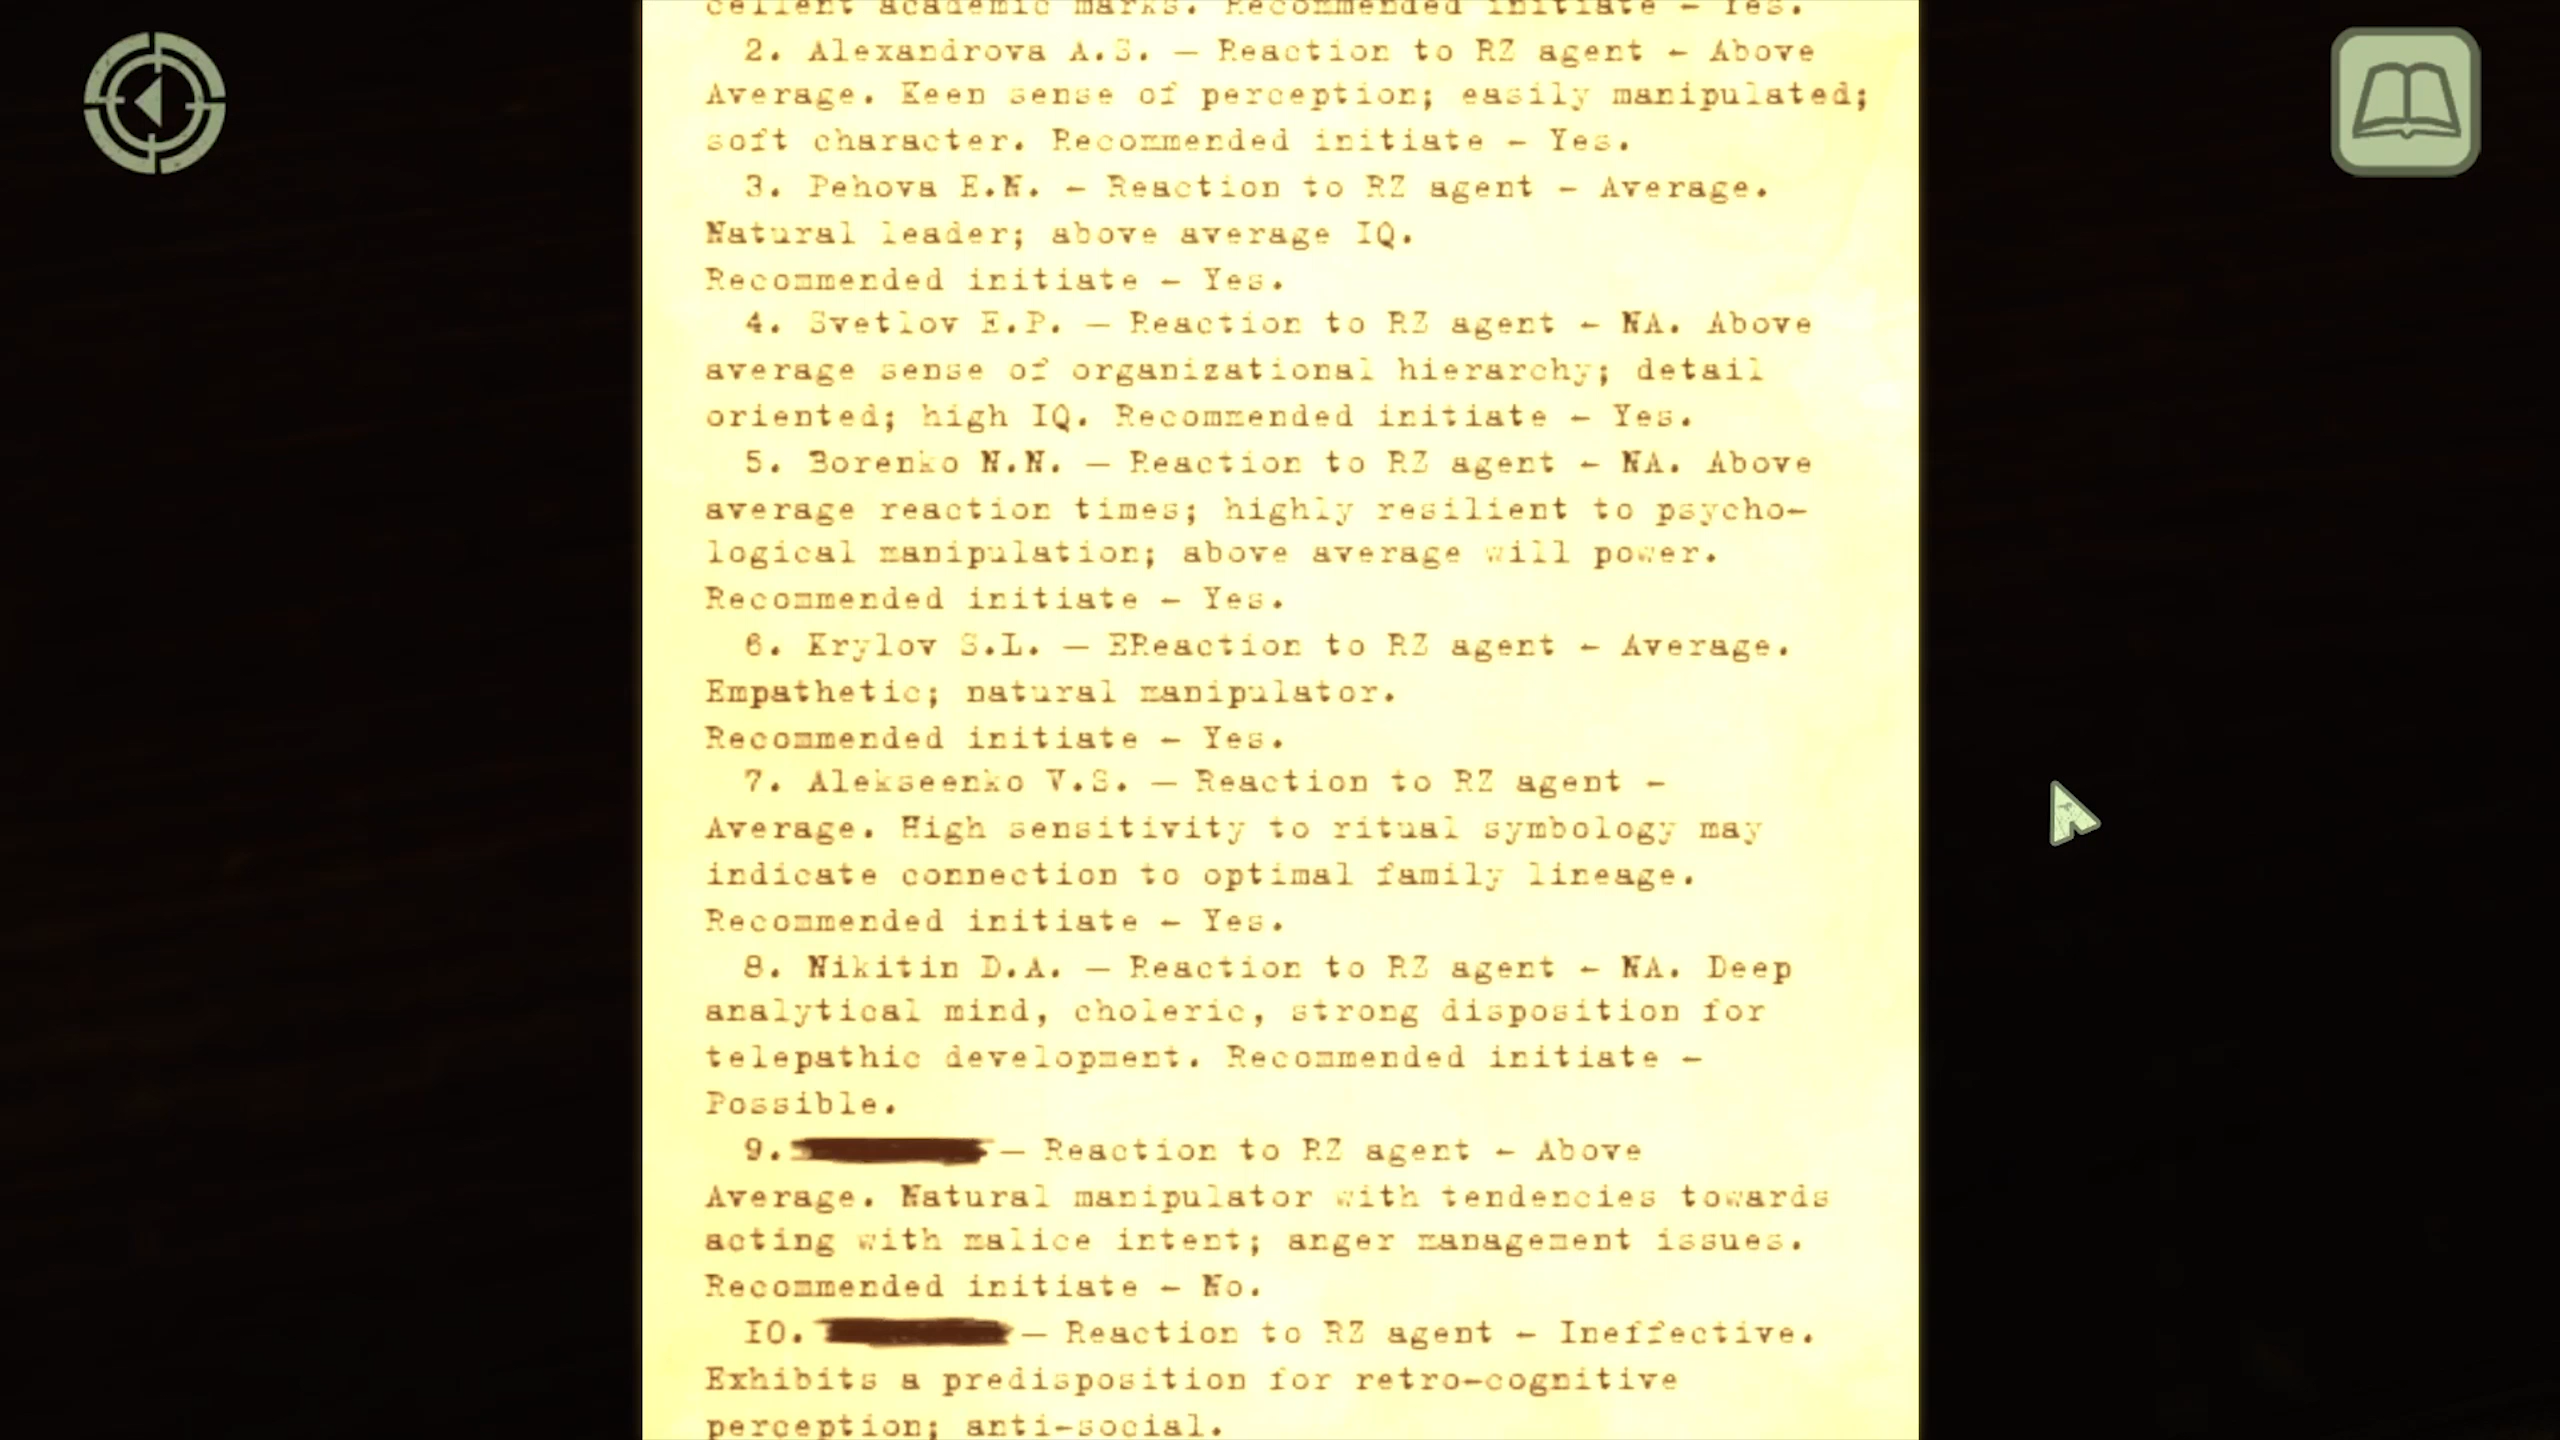 cellent academic marks. Recommended initiate - Yes.
2. Alexandrova A.S. — Reaction to RZ agent - Above
Average. Keen sense of perception; easily manipulated;
soft character. Recommended initiate - Yes.
3. Pehova E.N. - Reaction to RZ agent - Average.
Natural leader; above average IQ.
Recommended initiate - Yes.
4. Svetlov E.P. — Reaction to RZ agent - NA. Above
average sense of organizational hierarchy; detail
oriented; high IQ. Recommended initiate - Yes.
5. Borenko N.N. — Reaction to RZ agent - NA. Above
average reaction times; highly resilient to psycho-
logical manipulation; above average will power.
Recommended initiate - Yes.
6. Krylov S.L. — EReaction to RZ agent - Average.
Empathetic; natural manipulator.
Recommended initiate - Yes.
7. Alekseenko V.S. — Reaction to RZ agent -
Average. High sensitivity to ritual symbology may
indicate connection to optimal family lineage.
Recommended initiate - Yes.
8. Nikitin D.A. — Reaction to RZ agent - NA. Deep
analytical mind, choleric, strong disposition for
telepathic development. Recommended initiate -
Possible.
9. — Reaction to RZ agent - Above
Average. Natural manipulator with tendencies towards
acting with malice intent; anger management issues.
Recommended initiate - No.
IO. — Reaction to RZ agent - Ineffective.
Exhibits a predisposition for retro-cognitive
perception; anti-social.